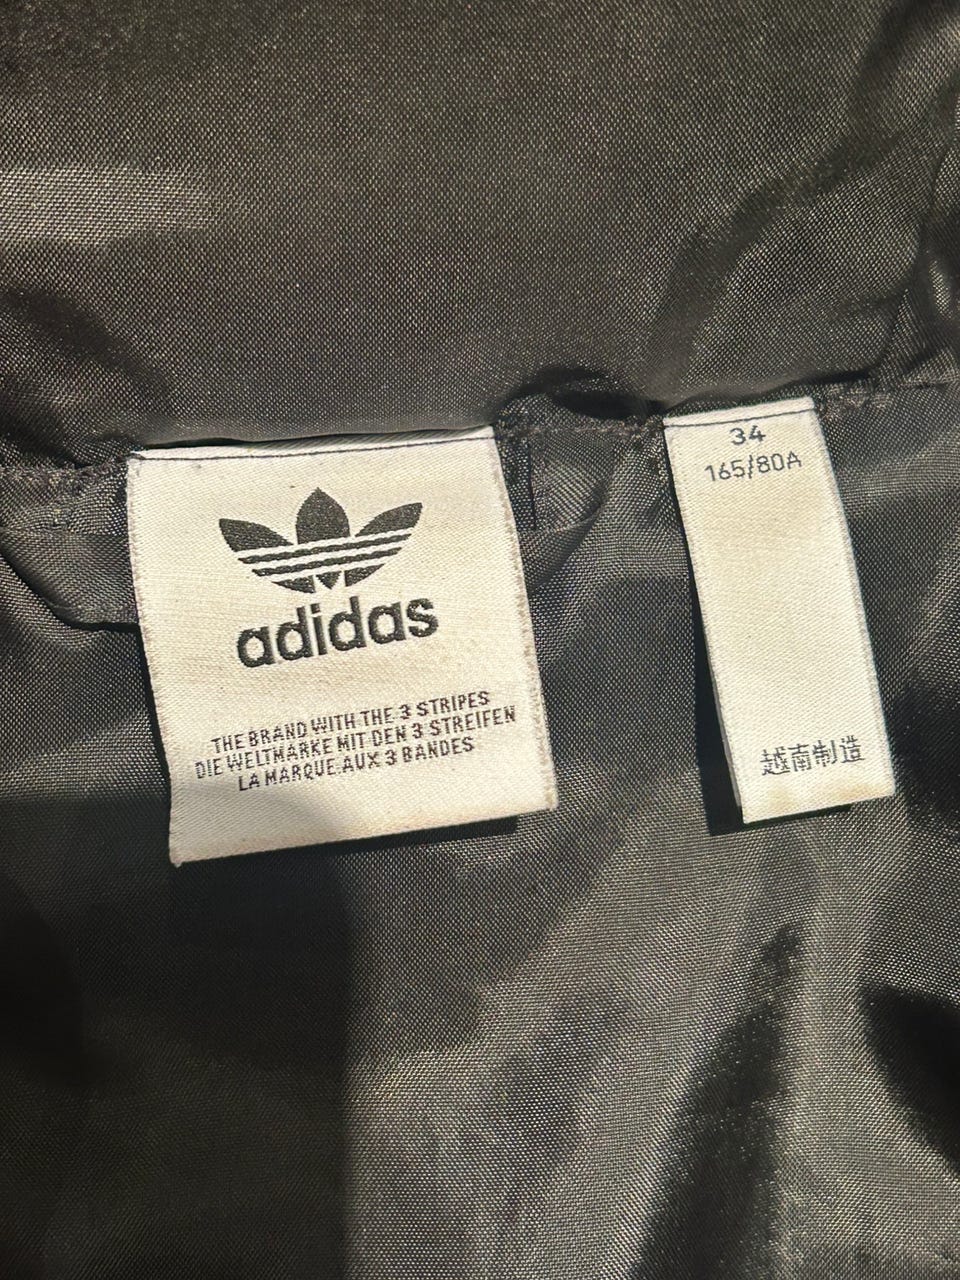 adidas
THE BRAND WITH THE 3 STRIPES
DIE WELTMARKE MIT DEN 3 STREIFEN
LA MARQUE AUX 3 BANDES
34
165/80A
越南制造